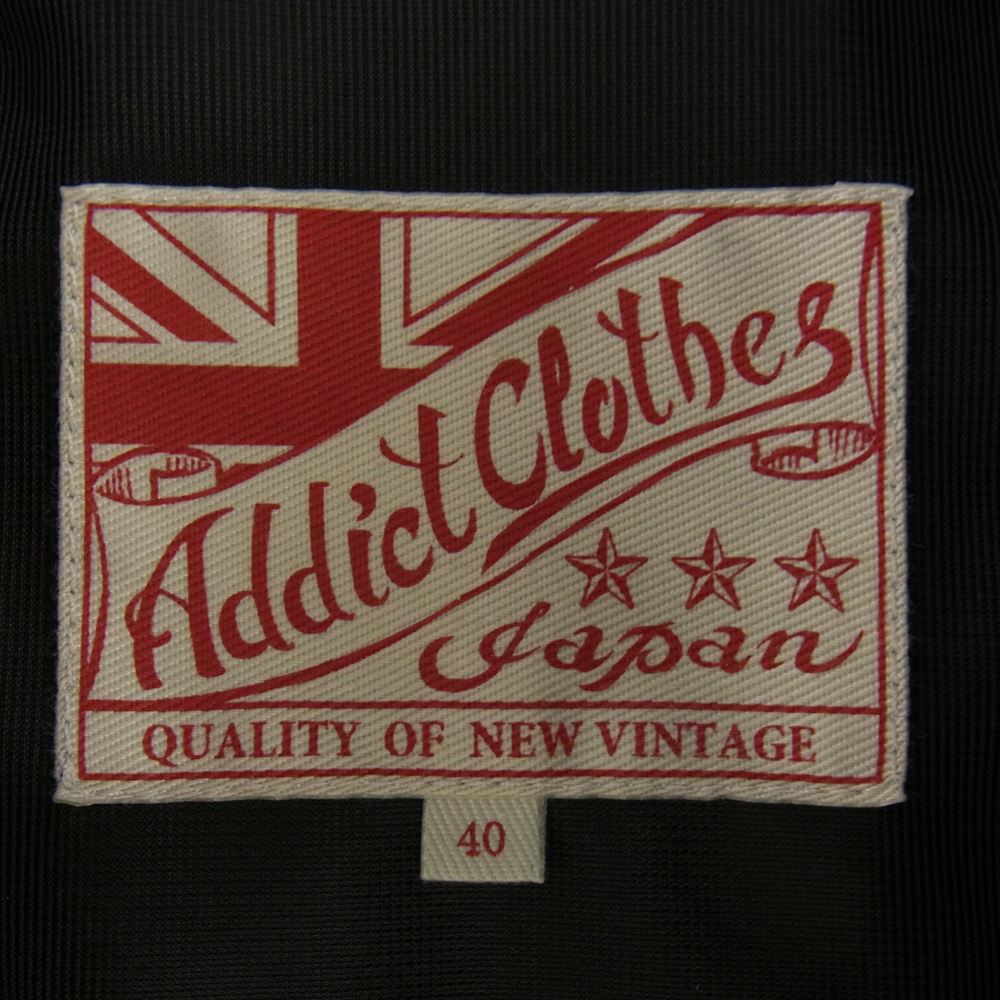 Addict Clothes
Japan
QUALITY OF NEW VINTAGE
40